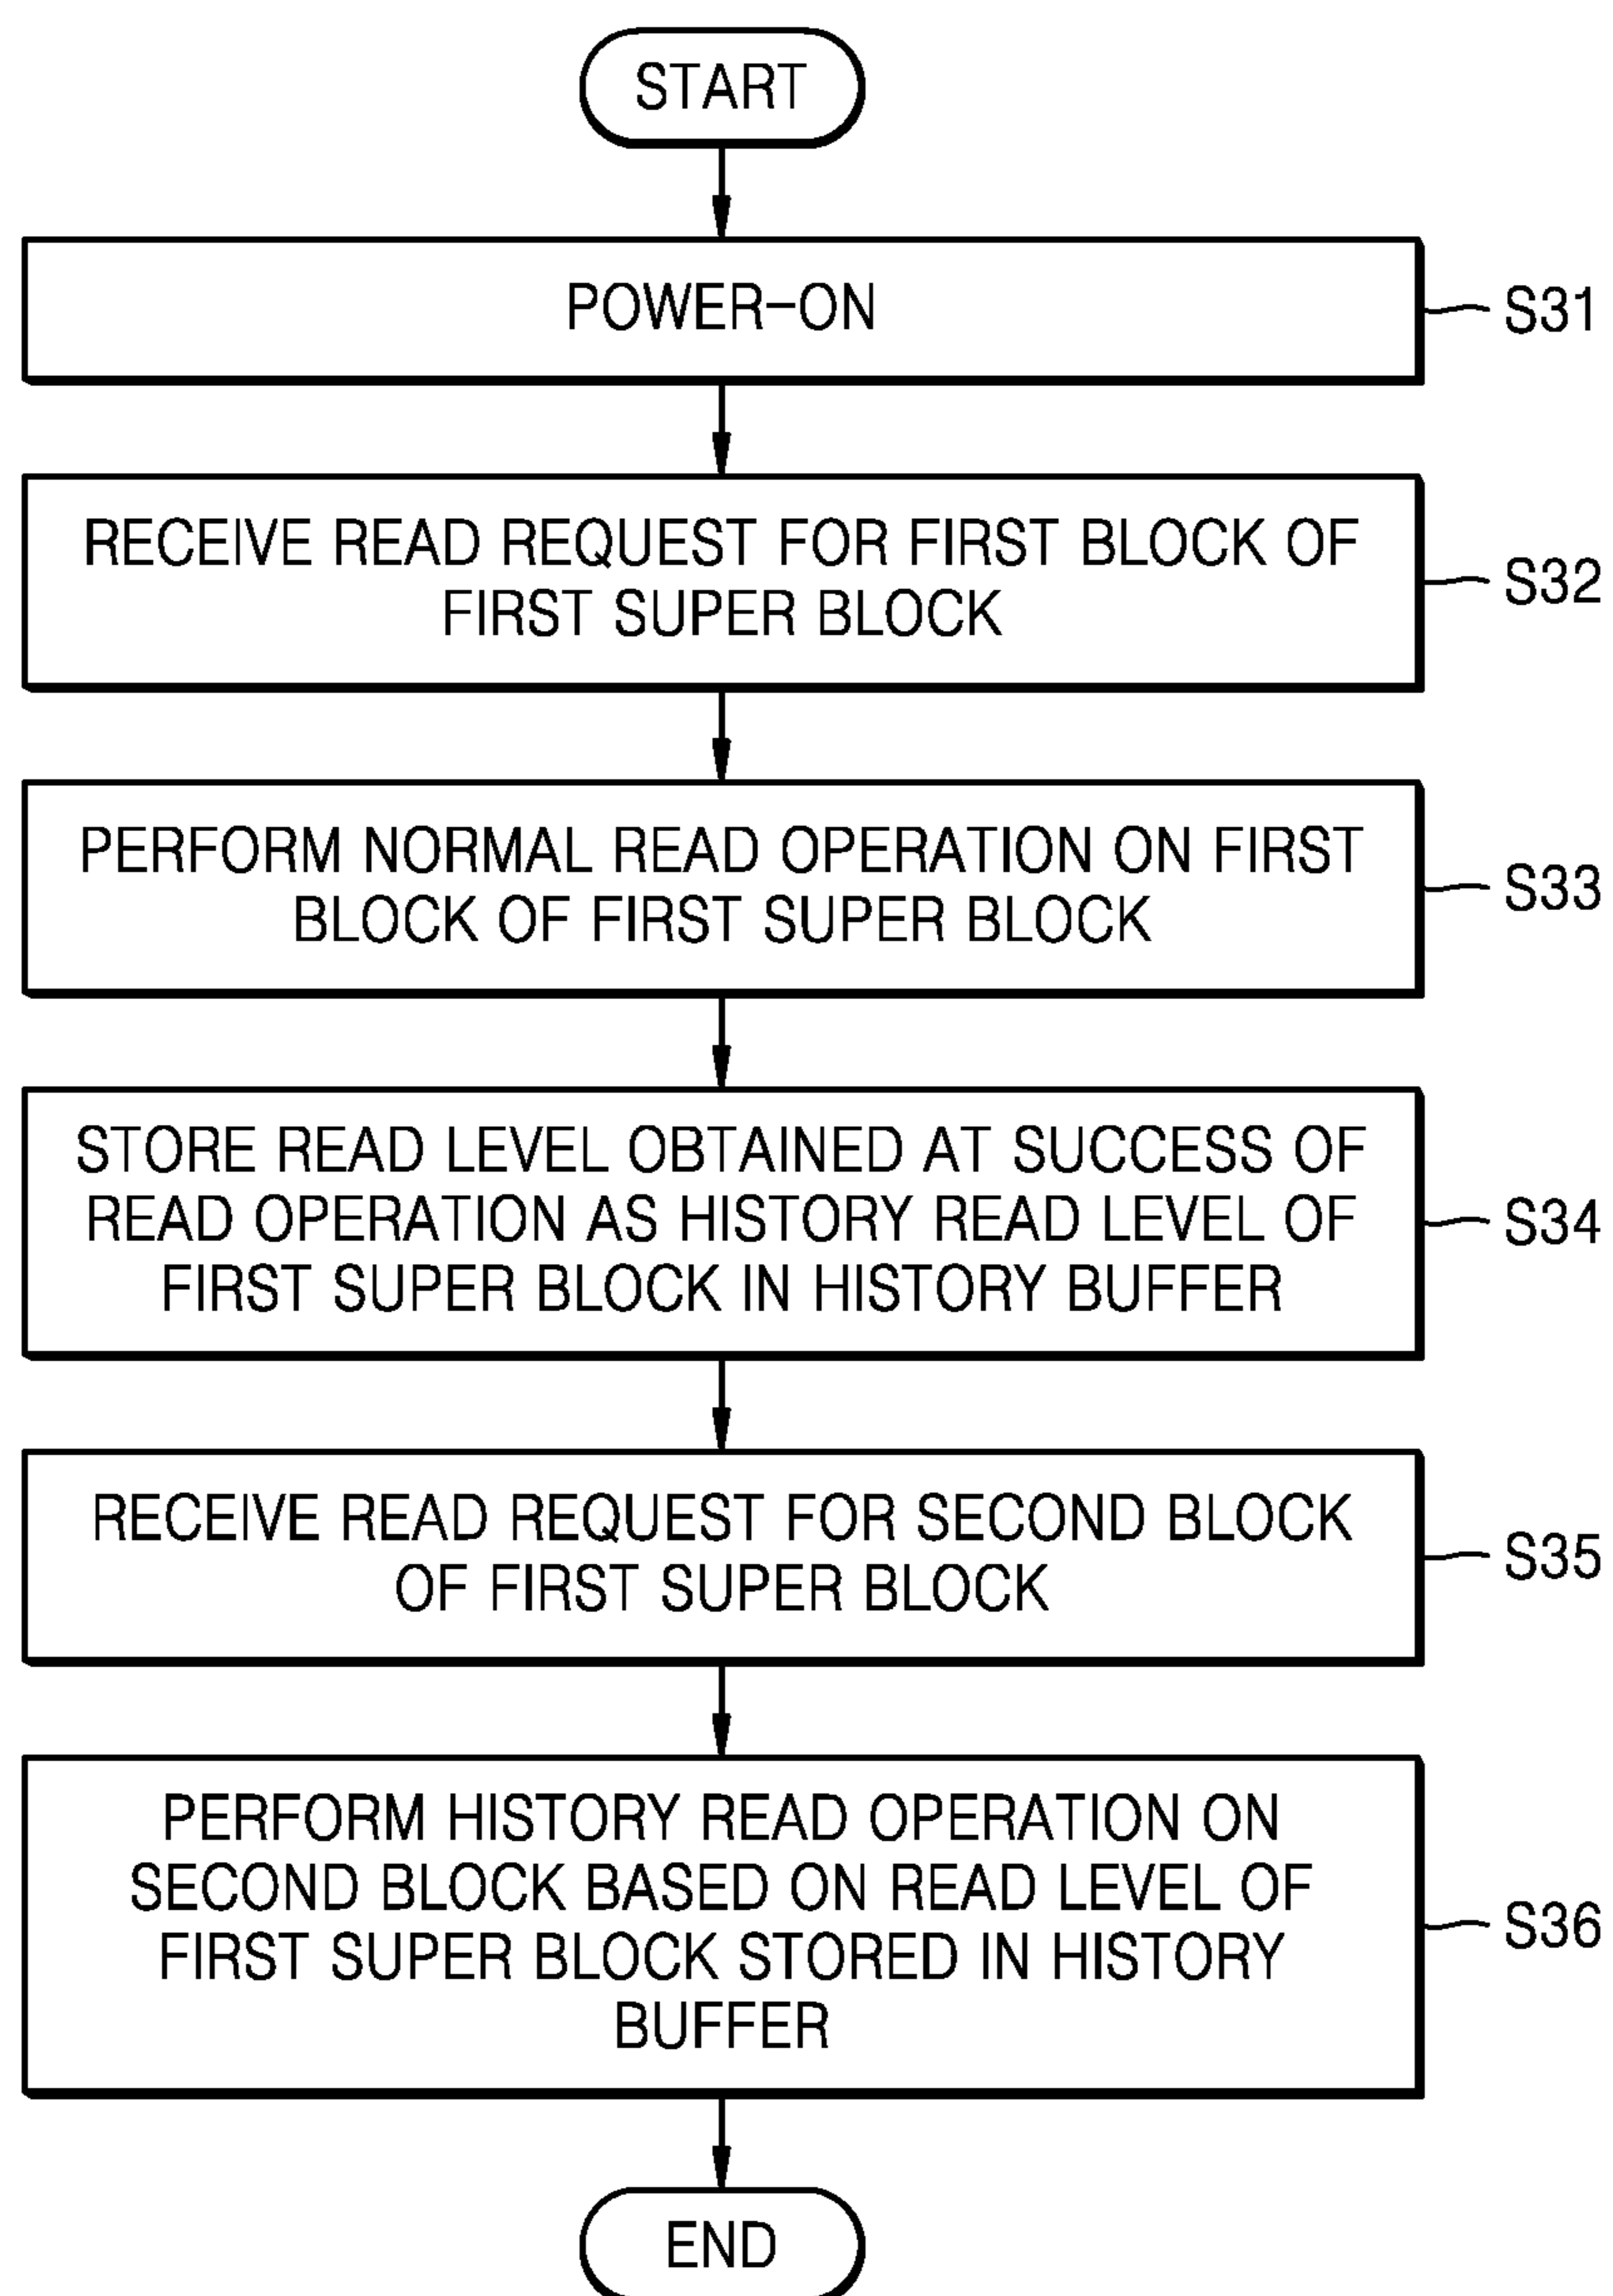 START
POWER-ON
S31
RECEIVE READ REQUEST FOR FIRST BLOCK OF
FIRST SUPER BLOCK
S32
PERFORM NORMAL READ OPERATION ON FIRST
BLOCK OF FIRST SUPER BLOCK
S33
STORE READ LEVEL OBTAINED AT SUCCESS OF
READ OPERATION AS HISTORY READ LEVEL OF
FIRST SUPER BLOCK IN HISTORY BUFFER
S34
RECEIVE READ REQUEST FOR SECOND BLOCK
OF FIRST SUPER BLOCK
S35
PERFORM HISTORY READ OPERATION ON
SECOND BLOCK BASED ON READ LEVEL OF
FIRST SUPER BLOCK STORED IN HISTORY
BUFFER
S36
END